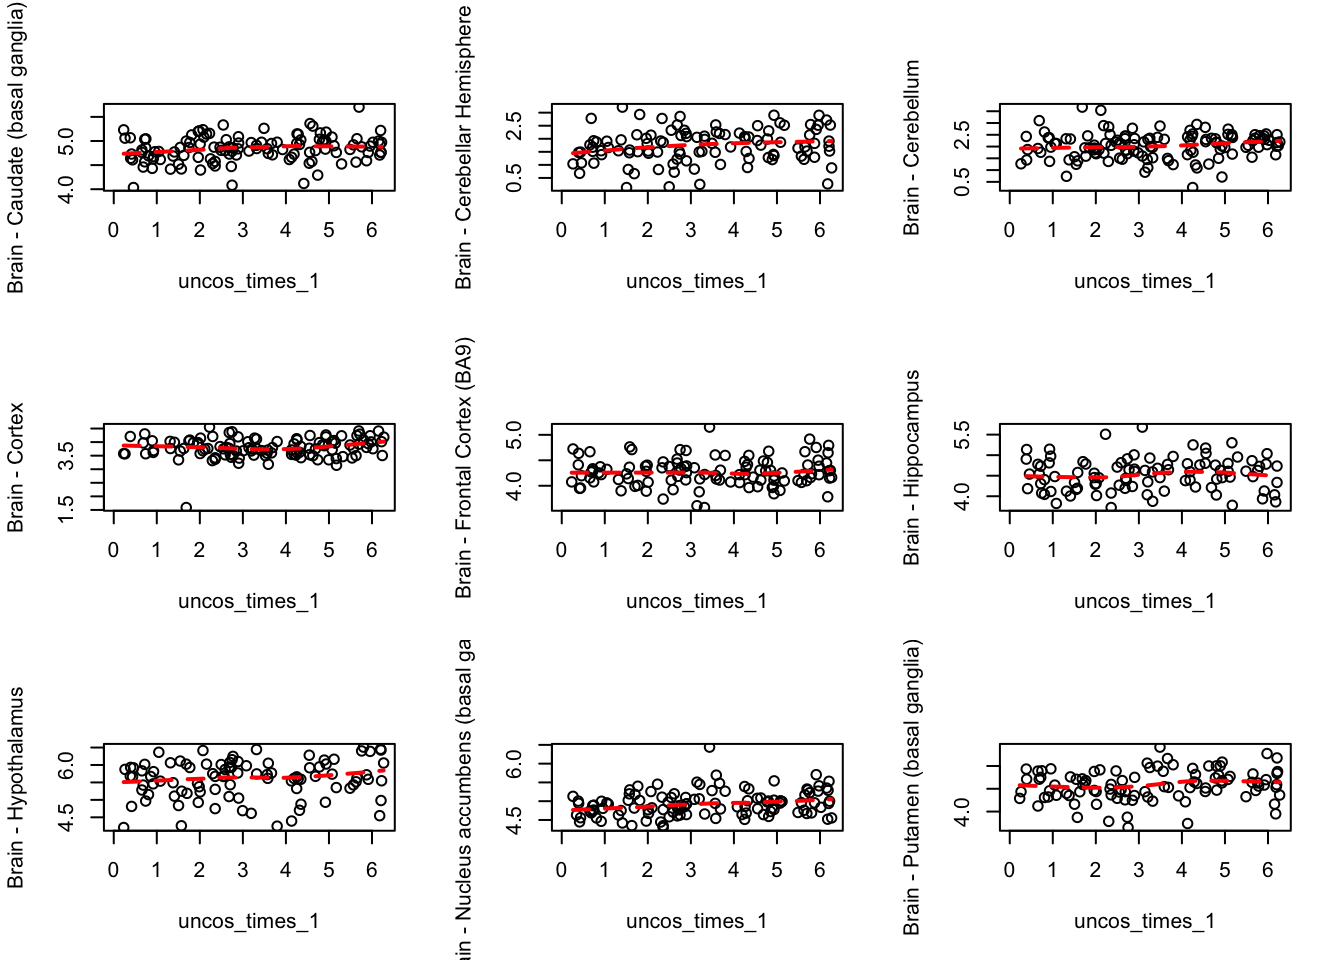 Brain - Caudate (basal ganglia)
4.0 5.0
0 1 2 3 4 5 6
uncos_times_1
Brain - Cerebellar Hemisphere
0.5 2.5
0 1 2 3 4 5 6
uncos_times_1
Brain - Cerebellum
0.5 2.5
0 1 2 3 4 5 6
uncos_times_1
Brain - Cortex
1.5 3.5
0 1 2 3 4 5 6
uncos_times_1
Brain - Frontal Cortex (BA9)
4.0 5.0
0 1 2 3 4 5 6
uncos_times_1
Brain - Hippocampus
4.0 5.5
0 1 2 3 4 5 6
uncos_times_1
Brain - Hypothalamus
4.5 6.0
0 1 2 3 4 5 6
uncos_times_1
ain - Nucleus accumbens (basal ga
4.5 6.0
0 1 2 3 4 5 6
uncos_times_1
Brain - Putamen (basal ganglia)
4.0
0 1 2 3 4 5 6
uncos_times_1